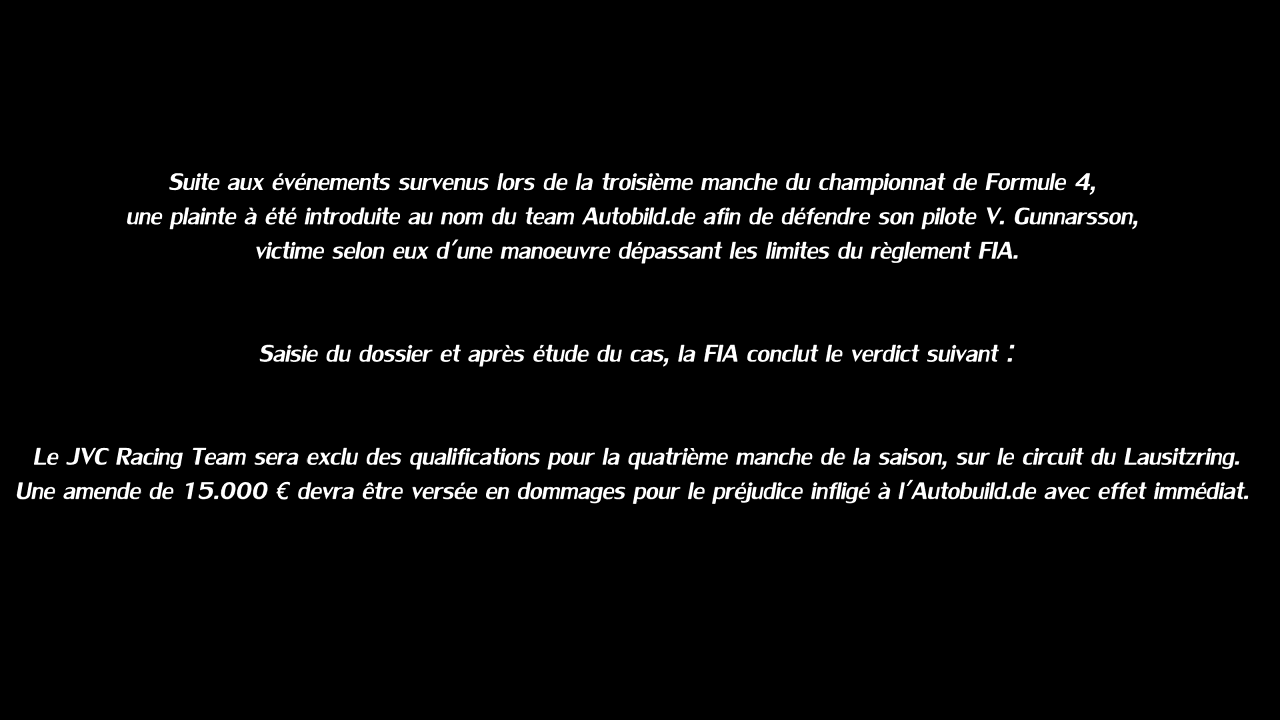 Suite aux événements survenus lors de la troisième manche du championnat de Formule 4,
une plainte à été introduite au nom du team Autobild.de afin de défendre son pilote V. Gunnarsson,
victime selon eux d'une manoeuvre dépassant les limites du règlement FIA.
Saisie du dossier et après étude du cas, la FIA conclut le verdict suivant :
Le JVC Racing Team sera exclu des qualifications pour la quatrième manche de la saison, sur le circuit du Lausitzring.
Une amende de 15.000 € devra être versée en dommages pour le préjudice infligé à l'Autobuild.de avec effet immédiat.